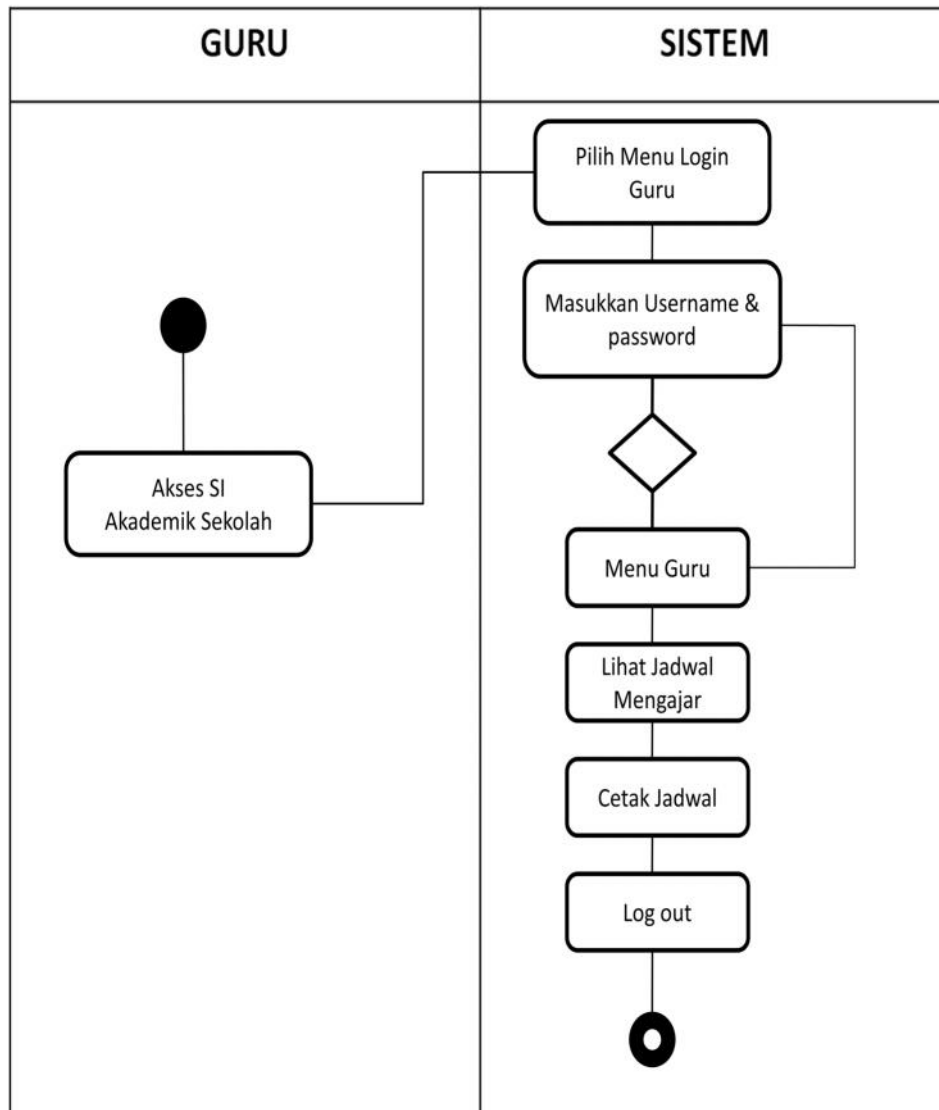 GURU
SISTEM
Pilih Menu Login
Guru
Masukkan Username &
password
Akses SI
Akademik Sekolah
Menu Guru
Lihat Jadwal
Mengajar
Cetak Jadwal
Log out